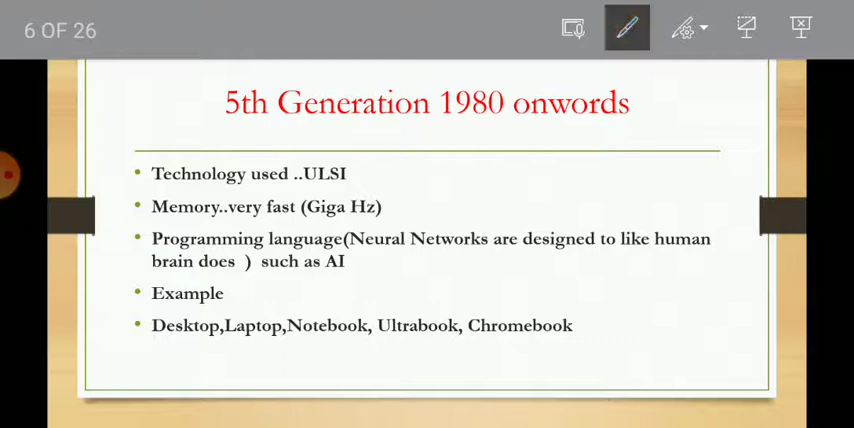 6 OF 26
5th Generation 1980 onwords
• Technology used ..ULSI
• Memory..very fast (Giga Hz)
• Programming language(Neural Networks are designed to like human
brain does  )  such as AI
• Example
• Desktop,Laptop,Notebook, Ultrabook, Chromebook